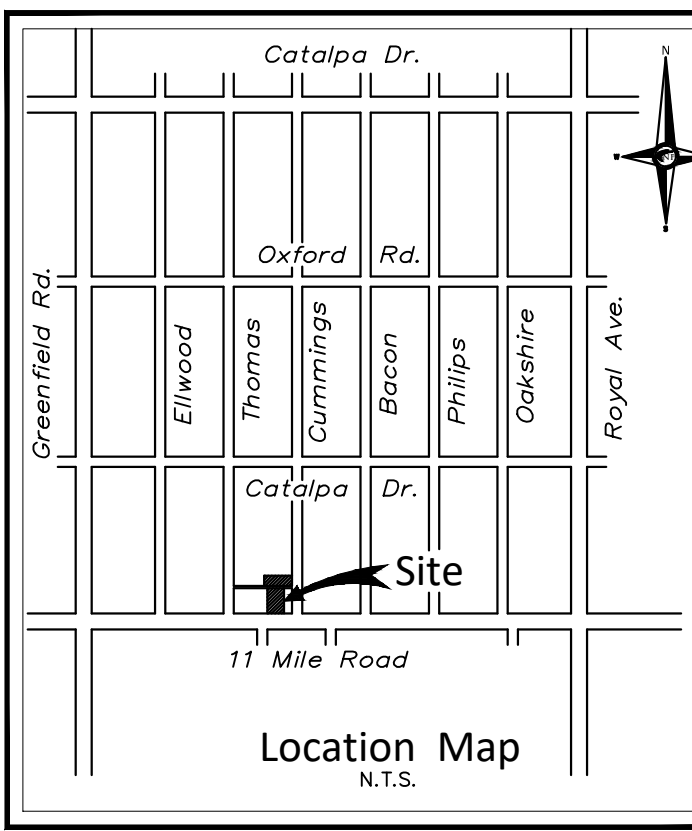 Catalpa Dr.
N
W
NF
S
Oxford Rd.
Greenfield Rd.
Ellwood
Thomas
Cummings
Bacon
Philips
Oakshire
Royal Ave.
Catalpa Dr.
Site
11 Mile Road
Location Map
N.T.S.